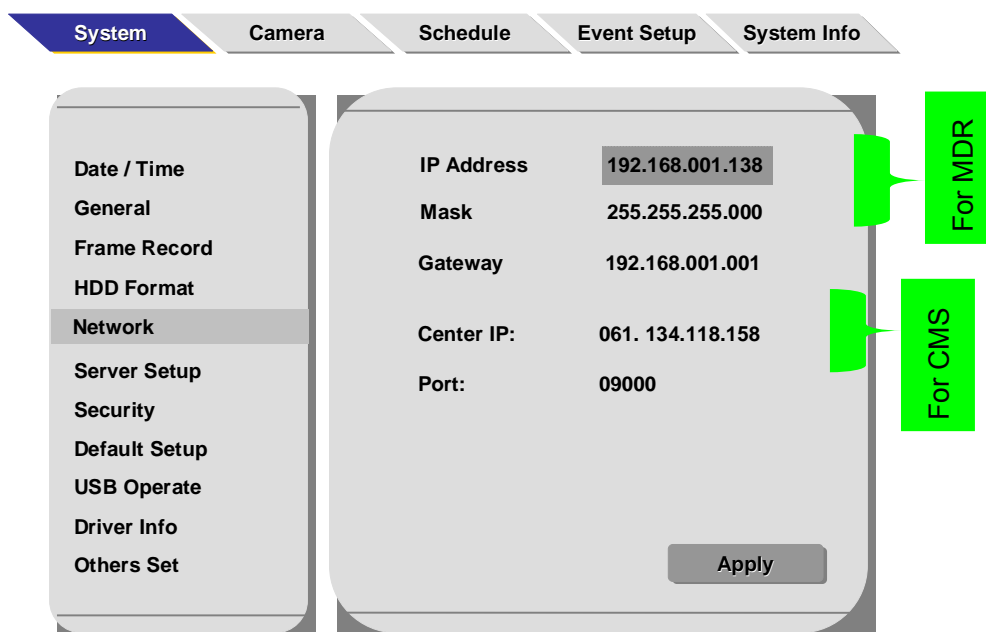 System Camera Schedule Event Setup System Info
Date / Time
General
Frame Record
HDD Format
Network
Server Setup
Security
Default Setup
USB Operate
Driver Info
Others Set
IP Address 192.168.001.138
Mask 255.255.255.000
Gateway 192.168.001.001
Center IP: 061. 134.118.158
Port: 09000
Apply
For MDR
For CMS